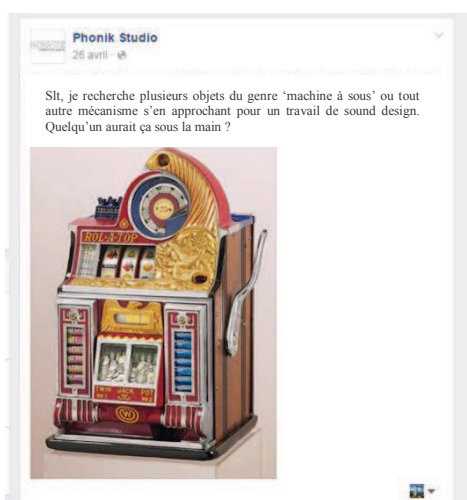 Phonik Studio
26 avril
Slt, je recherche plusieurs objets du genre ‘machine à sous’ ou tout
autre mécanisme s’en approchant pour un travail de sound design.
Quelqu’un aurait ça sous la main ?
ROL-A-TOP
TWIN JACK POT